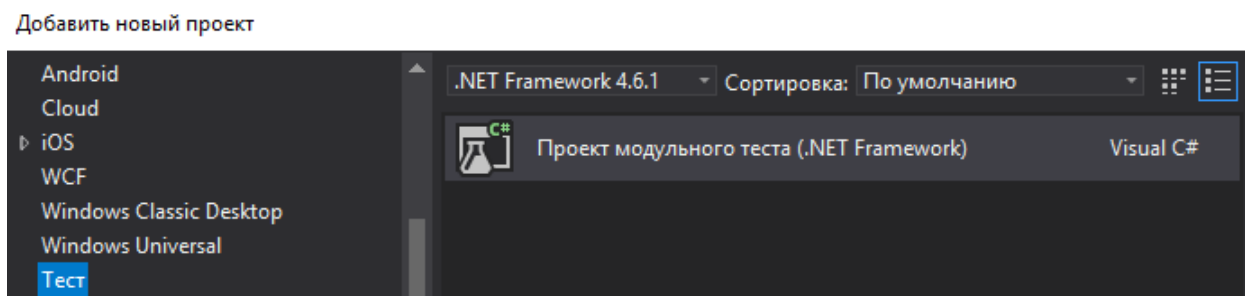 Добавить новый проект
Android
Cloud
iOS
WCF
Windows Classic Desktop
Windows Universal
Тест
.NET Framework 4.6.1 Сортировка: По умолчанию
C# Проект модульного теста (.NET Framework) Visual C#